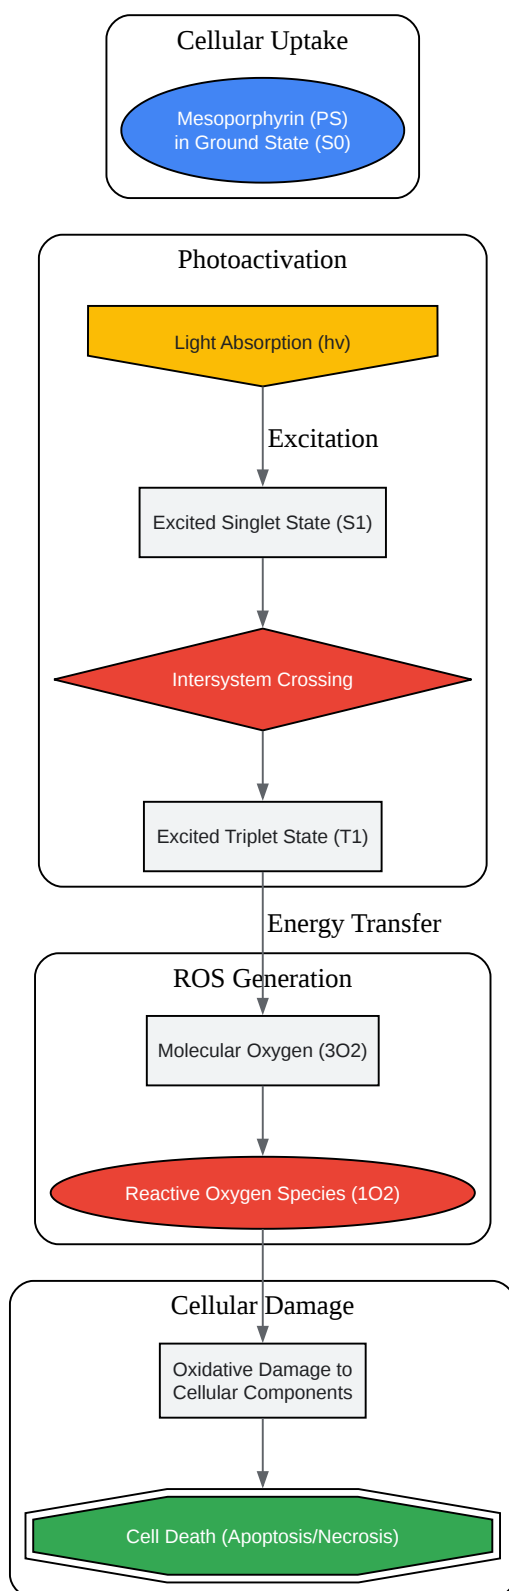 Cellular Uptake
Mesoporphyrin (PS)
in Ground State (S0)
Photoactivation
Light Absorption (hv)
Excitation
Excited Singlet State (S1)
Intersystem Crossing
Excited Triplet State (T1)
Energy Transfer
ROS Generation
Molecular Oxygen (3O2)
Reactive Oxygen Species (1O2)
Cellular Damage
Oxidative Damage to
Cellular Components
Cell Death (Apoptosis/Necrosis)